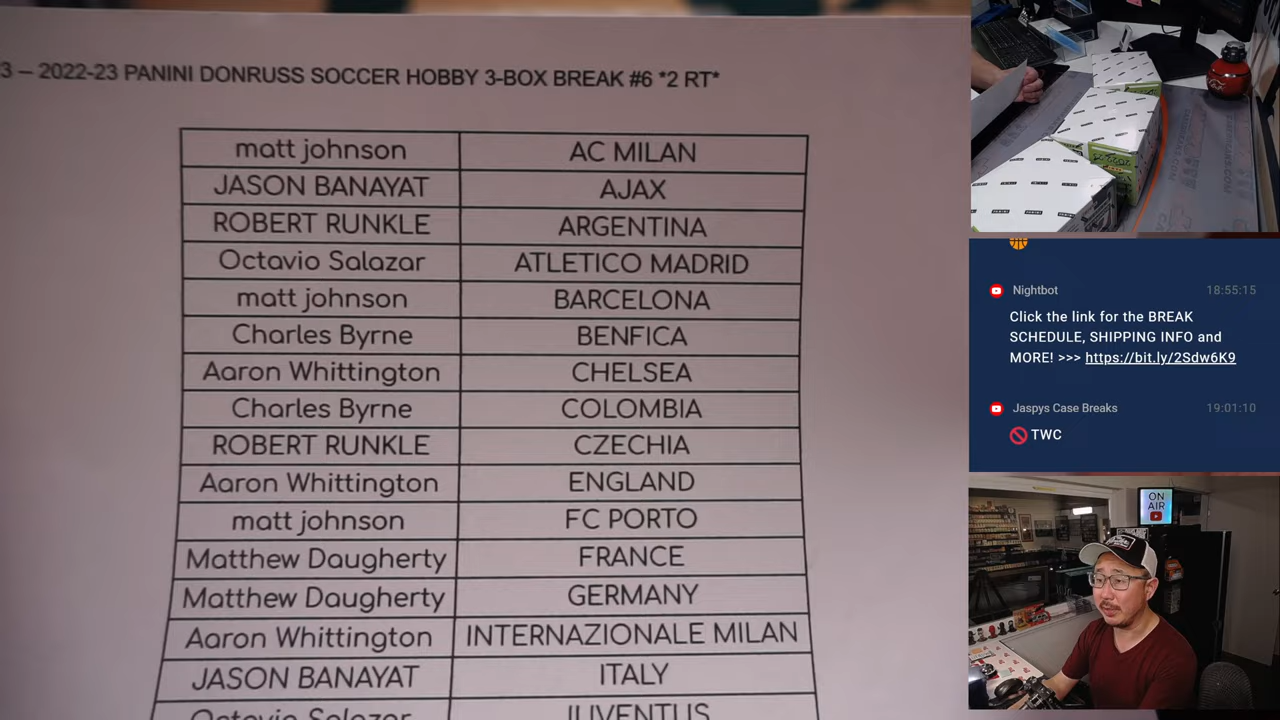 3 – 2022-23 PANINI DONRUSS SOCCER HOBBY 3-BOX BREAK #6 *2 RT*
matt johnson AC MILAN
JASON BANAYAT AJAX
ROBERT RUNKLE ARGENTINA
Octavio Salazar ATLETICO MADRID
matt johnson BARCELONA
Charles Byrne BENFICA
Aaron Whittington CHELSEA
Charles Byrne COLOMBIA
ROBERT RUNKLE CZECHIA
Aaron Whittington ENGLAND
matt johnson FC PORTO
Matthew Daugherty FRANCE
Matthew Daugherty GERMANY
Aaron Whittington INTERNAZIONALE MILAN
JASON BANAYAT ITALY
Octavio Salazar JUVENTUS
Nightbot 18:55:15
Click the link for the BREAK
SCHEDULE, SHIPPING INFO and
MORE! >>> https://bit.ly/2Sdw6K9
Jaspys Case Breaks 19:01:10
🚫 TWC
ON
AIR